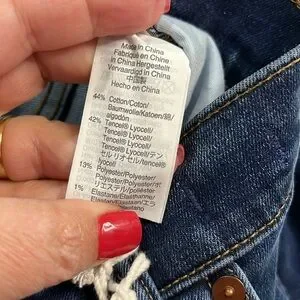 Made in China
Fabriqué en Chine
in China Hergestellt
Vervaardigd in China
中国製
Hecho en China
44% Cotton/Coton/
Baumwolle/Katoen/綿/
algodón
42% Tencel® Lyocell/
Tencel® Lyocell/
Tencel® Lyocell/
Tencel® Lyocell/テン
セルリオセル/tencel®
lyocell
13% Polyester/Polyester/
Polyester/Polyester/ポ
リエステル/poliéster
1% Elastane/Elasthanne/
Elastan/Elastaan/